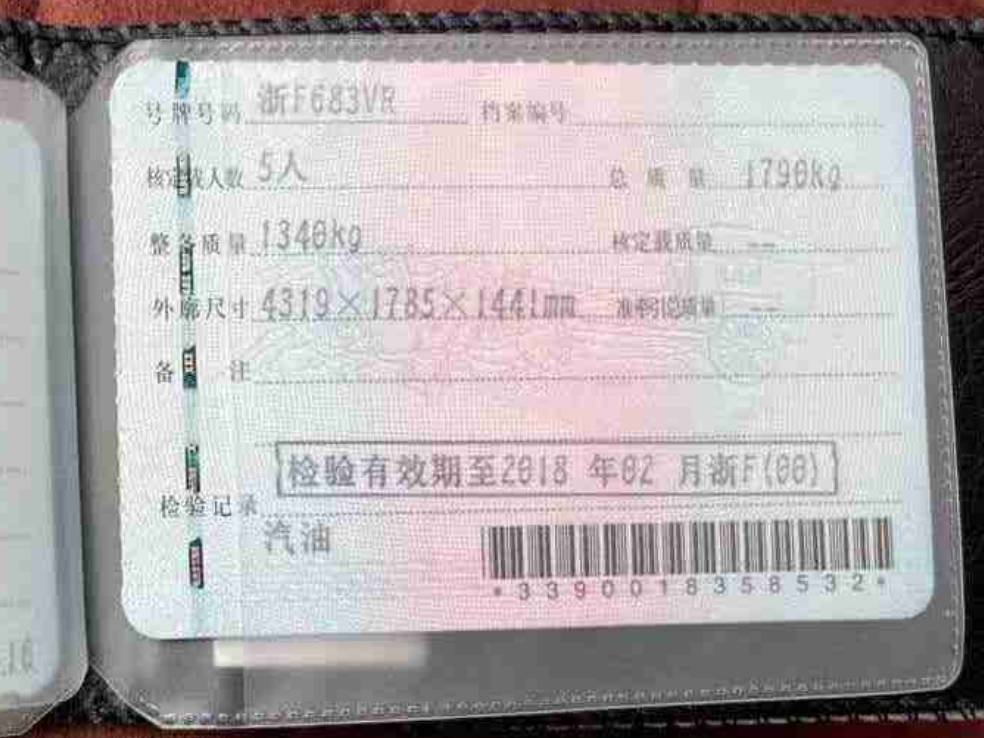 号牌号码 浙F683VR 档案编号
核定载人数 5人 总质量 1790kg
整备质量 1340kg 核定载质量 --
外廓尺寸 4319×1785×1441mm 准牵引总质量 --
备注
检验有效期至2018 年02 月浙F(00)
检验记录
汽油
*3390018358532*